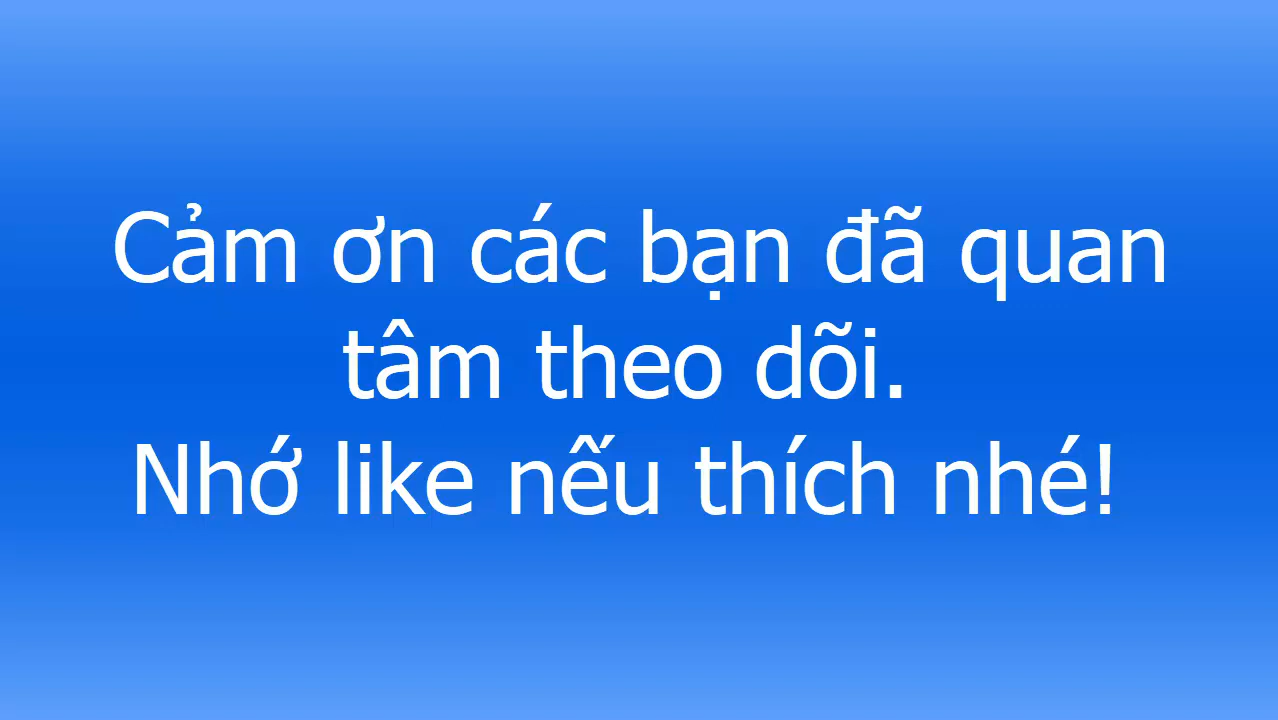 Cảm ơn các bạn đã quan
tâm theo dõi.
Nhớ like nếu thích nhé!